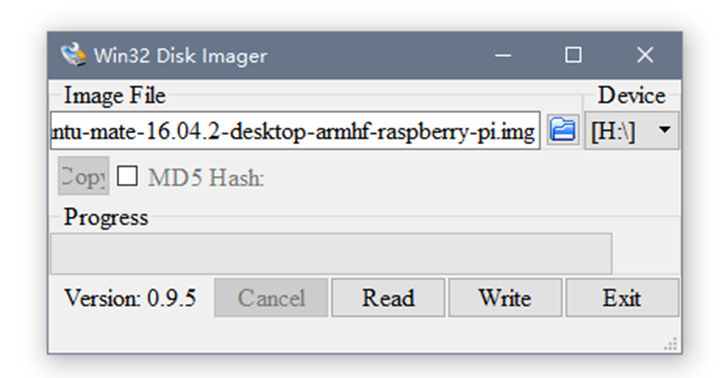 Win32 Disk Imager
Image File
Device
ntu-mate-16.04.2-desktop-armhf-raspberry-pi.img
[H:\]
Copy
MD5 Hash:
Progress
Version: 0.9.5
Cancel
Read
Write
Exit